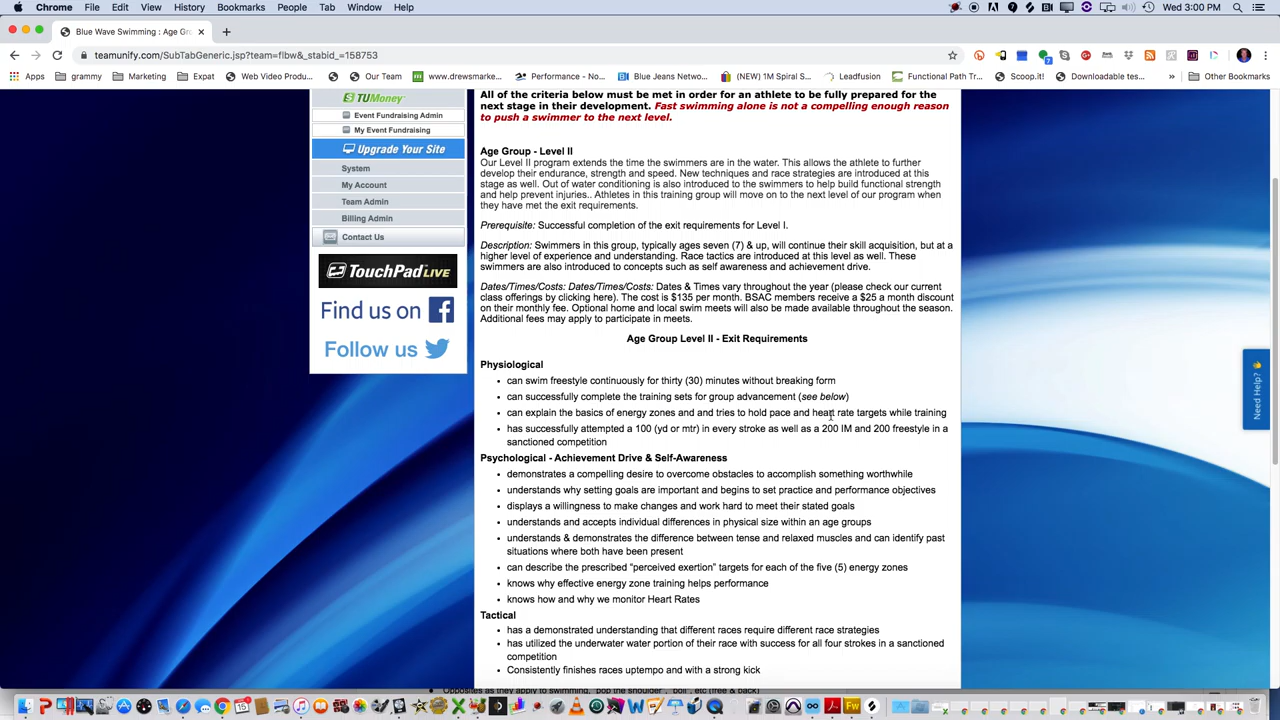 Chrome File Edit View History Bookmarks People Tab Window Help Wed 3:00 PM
Blue Wave Swimming : Age Gr
teamunify.com/SubTabGeneric.jsp?team=flbw&_stabid_=158753
Apps grammy Marketing Expat Web Video Produ... Our Team www.drewsmarke... Performance - No... Blue Jeans Netwo... (NEW) 1M Spiral S... Leadfusion Functional Path Tr... Scoop.it! Downloadable tes... » Other Bookmarks
TUMoney
Event Fundraising Admin
My Event Fundraising
Upgrade Your Site
System
My Account
Team Admin
Billing Admin
Contact Us
TouchPad LIVE
Find us on
Follow us
All of the criteria below must be met in order for an athlete to be fully prepared for the
next stage in their development. Fast swimming alone is not a compelling enough reason
to push a swimmer to the next level.
Age Group - Level II
Our Level II program extends the time the swimmers are in the water. This allows the athlete to further
develop their endurance, strength and speed. New techniques and race strategies are introduced at this
stage as well. Out of water conditioning is also introduced to the swimmers to help build functional strength
and help prevent injuries.. Athletes in this training group will move on to the next level of our program when
they have met the exit requirements.
Prerequisite: Successful completion of the exit requirements for Level I.
Description: Swimmers in this group, typically ages seven (7) & up, will continue their skill acquisition, but at a
higher level of experience and understanding. Race tactics are introduced at this level as well. These
swimmers are also introduced to concepts such as self awareness and achievement drive.
Dates/Times/Costs: Dates/Times/Costs: Dates & Times vary throughout the year (please check our current
class offerings by clicking here). The cost is $135 per month. BSAC members receive a $25 a month discount
on their monthly fee. Optional home and local swim meets will also be made available throughout the season.
Additional fees may apply to participate in meets.
Age Group Level II - Exit Requirements
Physiological
• can swim freestyle continuously for thirty (30) minutes without breaking form
• can successfully complete the training sets for group advancement (see below)
• can explain the basics of energy zones and and tries to hold pace and heart rate targets while training
• has successfully attempted a 100 (yd or mtr) in every stroke as well as a 200 IM and 200 freestyle in a
sanctioned competition
Psychological - Achievement Drive & Self-Awareness
• demonstrates a compelling desire to overcome obstacles to accomplish something worthwhile
• understands why setting goals are important and begins to set practice and performance objectives
• displays a willingness to make changes and work hard to meet their stated goals
• understands and accepts individual differences in physical size within an age groups
• understands & demonstrates the difference between tense and relaxed muscles and can identify past
situations where both have been present
• can describe the prescribed "perceived exertion" targets for each of the five (5) energy zones
• knows why effective energy zone training helps performance
• knows how and why we monitor Heart Rates
Tactical
• has a demonstrated understanding that different races require different race strategies
• has utilized the underwater water portion of their race with success for all four strokes in a sanctioned
competition
• Consistently finishes races uptempo and with a strong kick
Need Help?